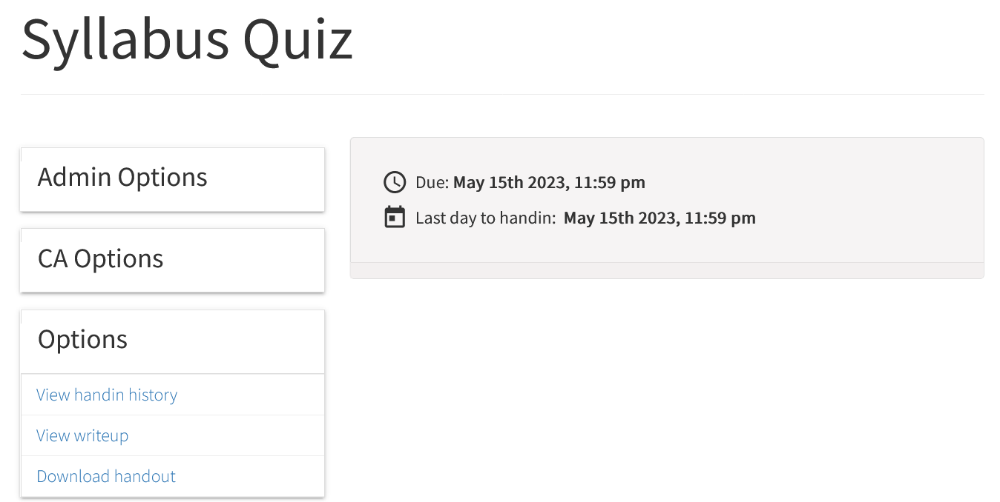 Syllabus Quiz
Admin Options
CA Options
Options
View handin history
View writeup
Download handout
Due: May 15th 2023, 11:59 pm
Last day to handin: May 15th 2023, 11:59 pm